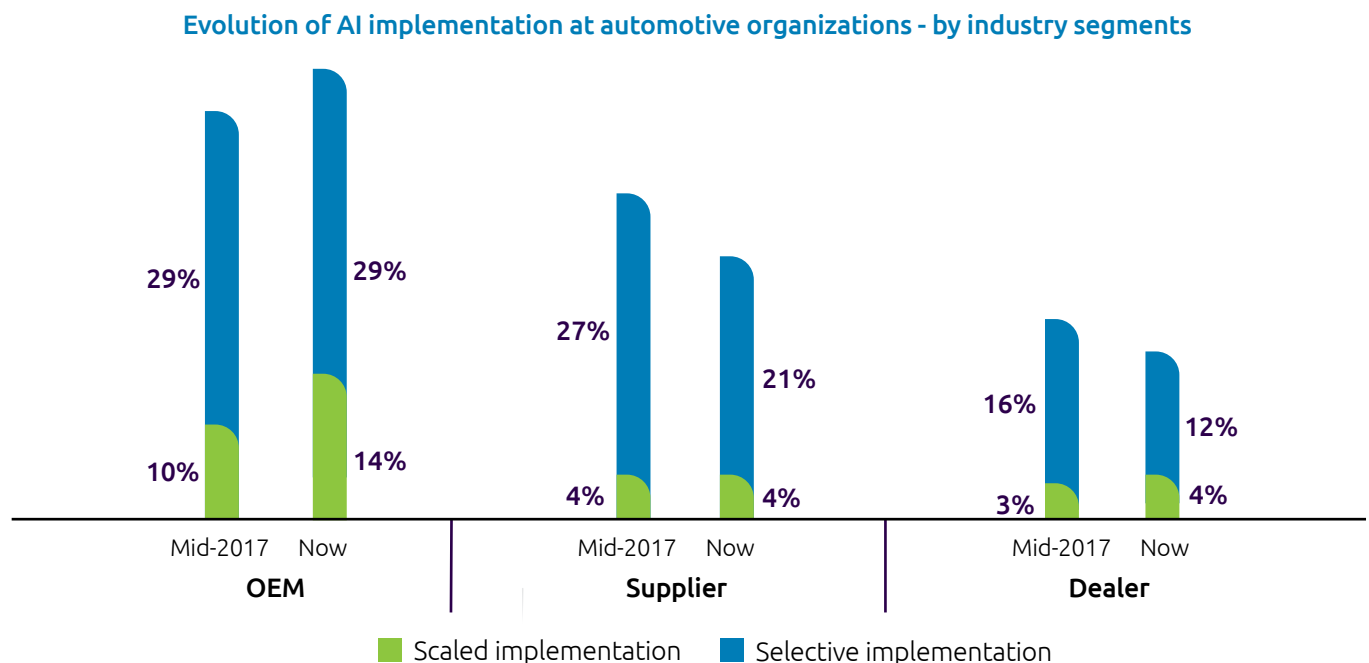 Evolution of AI implementation at automotive organizations - by industry segments
29%
10%
29%
14%
27%
4%
21%
4%
16%
3%
12%
4%
Mid-2017 Now
OEM
Mid-2017 Now
Supplier
Mid-2017 Now
Dealer
Scaled implementation Selective implementation